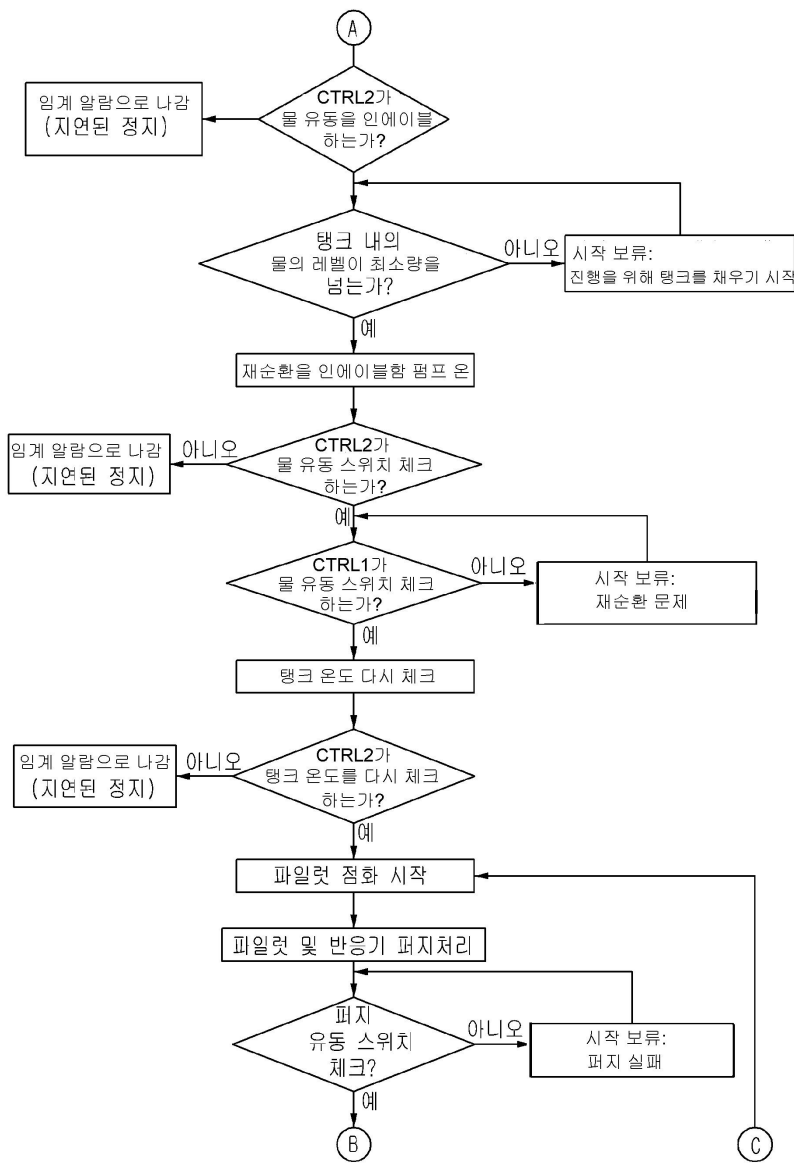 A
CTRL2가
물 유동을 인에이블
하는가?
임계 알람으로 나감
(지연된 정지)
탱크 내의
물의 레벨이 최소량을
넘는가?
아니오
시작 보류:
진행을 위해 탱크를 채우기 시작
예
재순환을 인에이블함 펌프 온
CTRL2가
물 유동 스위치 체크
하는가?
아니오
임계 알람으로 나감
(지연된 정지)
예
CTRL1가
물 유동 스위치 체크
하는가?
아니오
시작 보류:
재순환 문제
예
탱크 온도 다시 체크
CTRL2가
탱크 온도를 다시 체크
하는가?
아니오
임계 알람으로 나감
(지연된 정지)
예
파일럿 점화 시작
파일럿 및 반응기 퍼지처리
퍼지
유동 스위치
체크?
아니오
시작 보류:
퍼지 실패
예
B
C